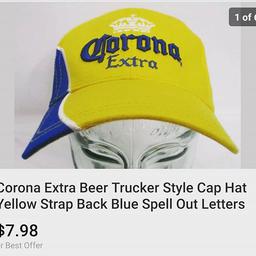 1 of 6
Corona
Extra
Corona Extra Beer Trucker Style Cap Hat
Yellow Strap Back Blue Spell Out Letters
$7.98
r Best Offer